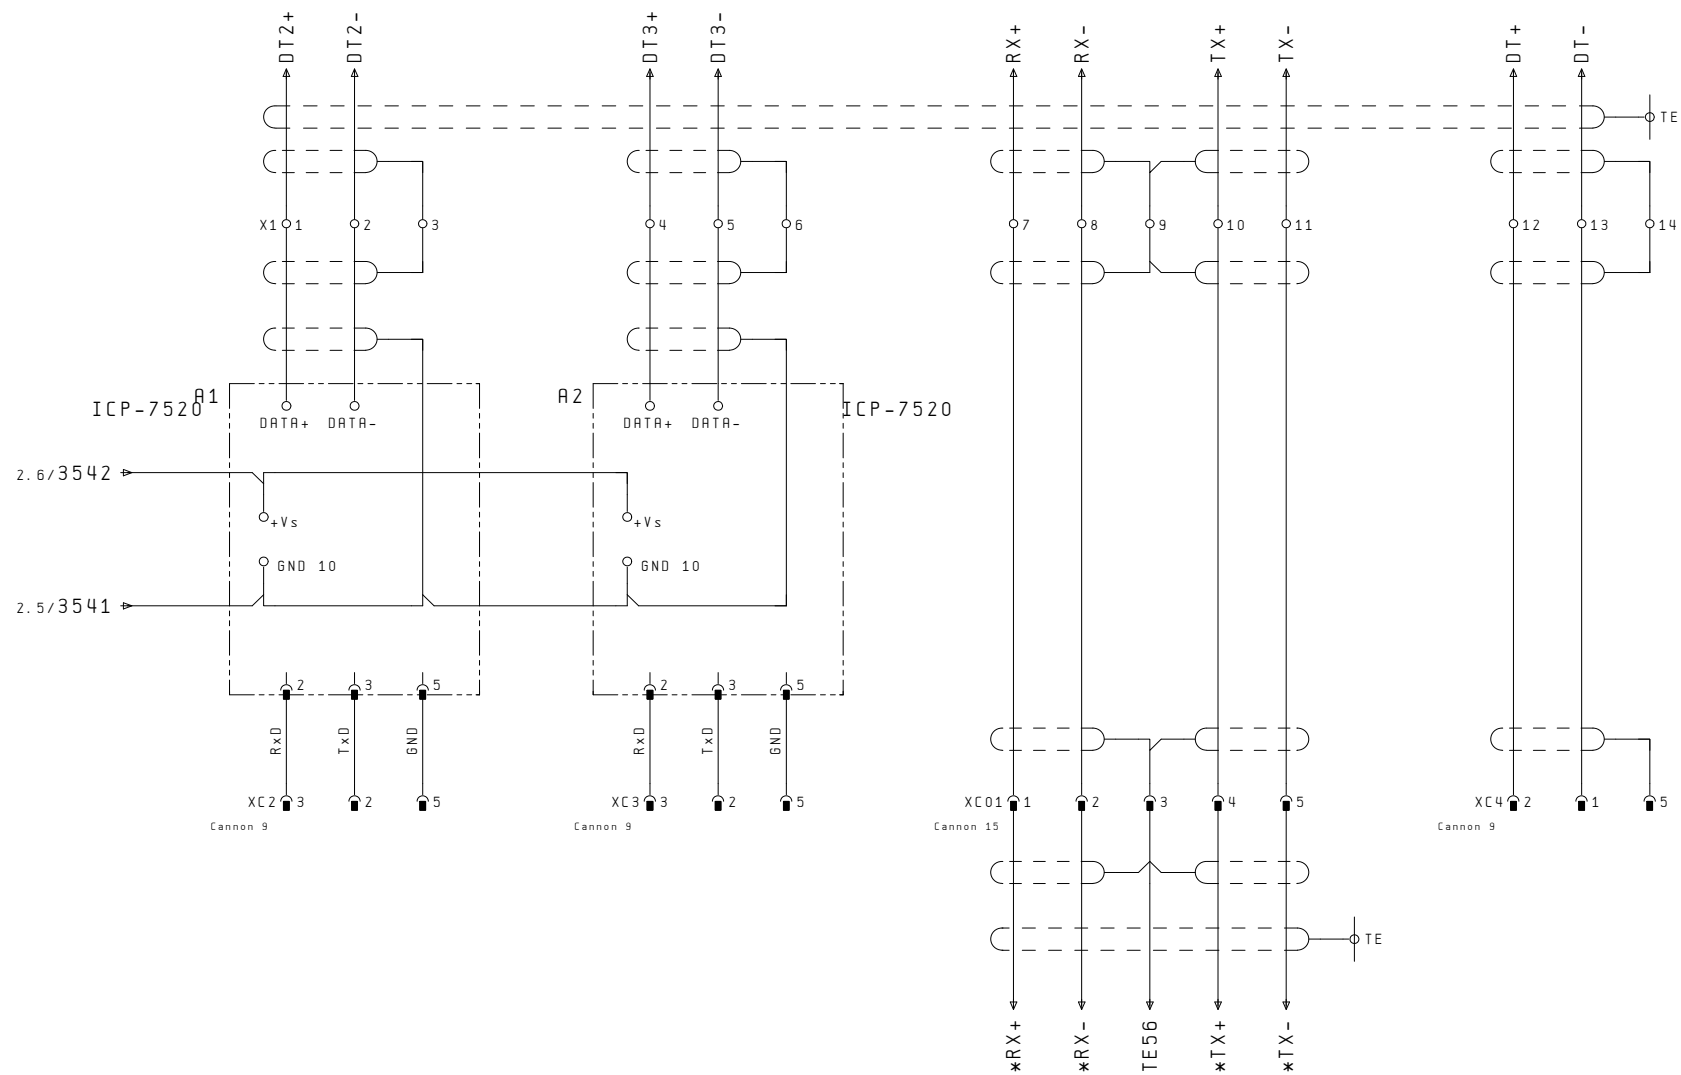 DT2+ DT2- DT3+ DT3- RX+ RX- TX+ TX- DT+ DT-
TE
X1 1 2 3 4 5 6 7 8 9 10 11 12 13 14
A1 A2
ICP-7520 ICP-7520
DATA+ DATA- DATA+ DATA-
2.6/3542
+Vs +Vs
GND 10 GND 10
2.5/3541
2 3 5 2 3 5
RxD TxD GND RxD TxD GND
XC2 3 2 5 XC3 3 2 5 XC01 1 2 3 4 5 XC4 2 1 5
Cannon 9 Cannon 9 Cannon 15 Cannon 9
TE
*RX+ *RX- TE56 *TX+ *TX-